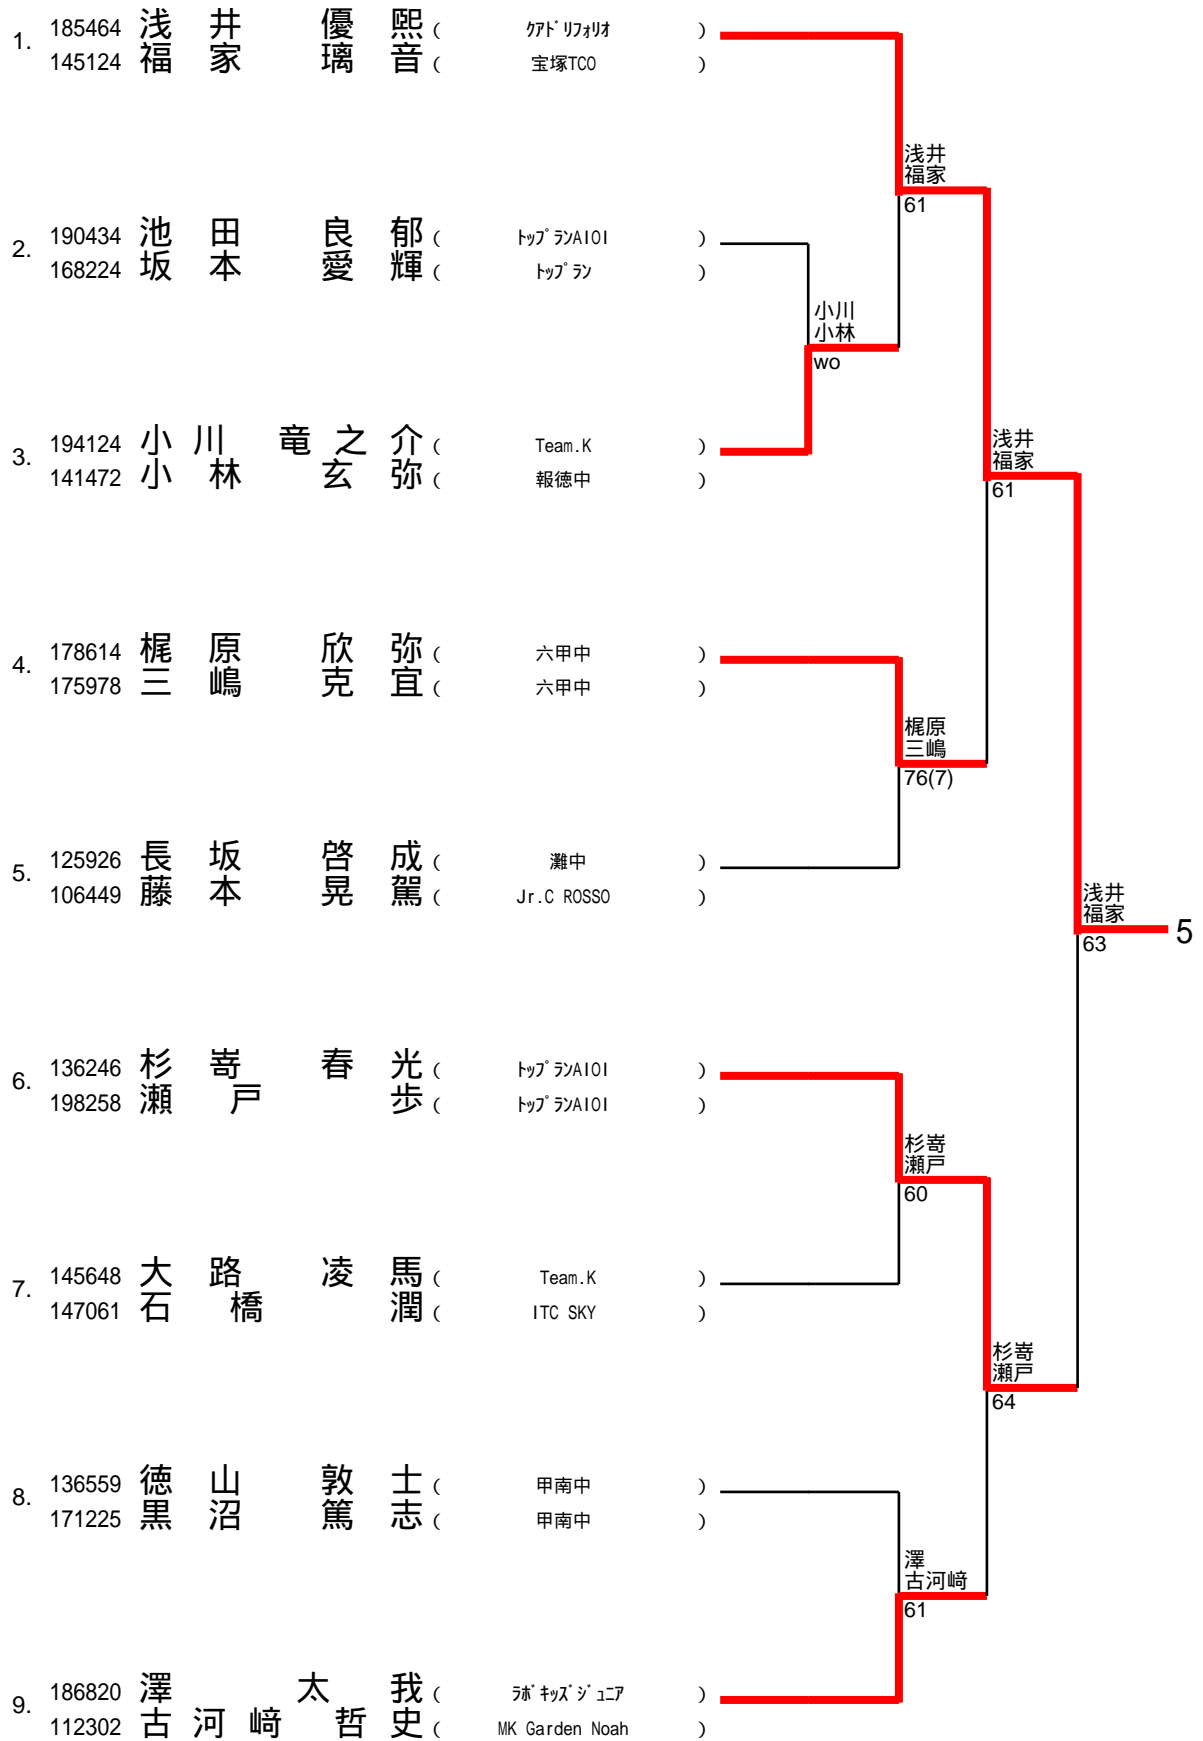 1. 185464 浅井 優熙 ( クアドリフォリオ )
145124 福家 璃音 ( 宝塚TCO )
浅井
福家
61
2. 190434 池田 良郁 ( トップランAIOI )
168224 坂本 愛輝 ( トップラン )
小川
小林
wo
3. 194124 小川 竜之介 ( Team.K )
141472 小林 玄弥 ( 報徳中 )
浅井
福家
61
4. 178614 梶原 欣弥 ( 六甲中 )
175978 三嶋 克宜 ( 六甲中 )
梶原
三嶋
76(7)
5. 125926 長坂 啓成 ( 灘中 )
106449 藤本 晃駕 ( Jr.C ROSSO )
浅井
福家
63
5
6. 136246 杉嵜 春光 ( トップランAIOI )
198258 瀬戸 歩 ( トップランAIOI )
杉嵜
瀬戸
60
7. 145648 大路 凌馬 ( Team.K )
147061 石橋 潤 ( ITC SKY )
杉嵜
瀬戸
64
8. 136559 徳山 敦士 ( 甲南中 )
171225 黒沼 篤志 ( 甲南中 )
澤
古河﨑
61
9. 186820 澤 太我 ( ラボキッズジュニア )
112302 古河﨑 哲史 ( MK Garden Noah )